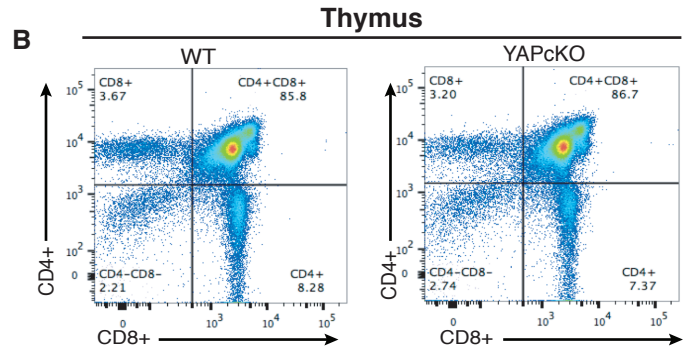 Thymus
B
WT
YAPcKO
CD8+
3.67
CD4+CD8+
85.8
10^5
10^4
10^3
10^2
0
CD4-CD8-
2.21
CD4+
8.28
0
10^3
10^4
10^5
CD4+
CD8+
CD8+
3.20
CD4+CD8+
86.7
10^5
10^4
10^3
10^2
0
CD4-CD8-
2.74
CD4+
7.37
0
10^3
10^4
10^5
CD4+
CD8+